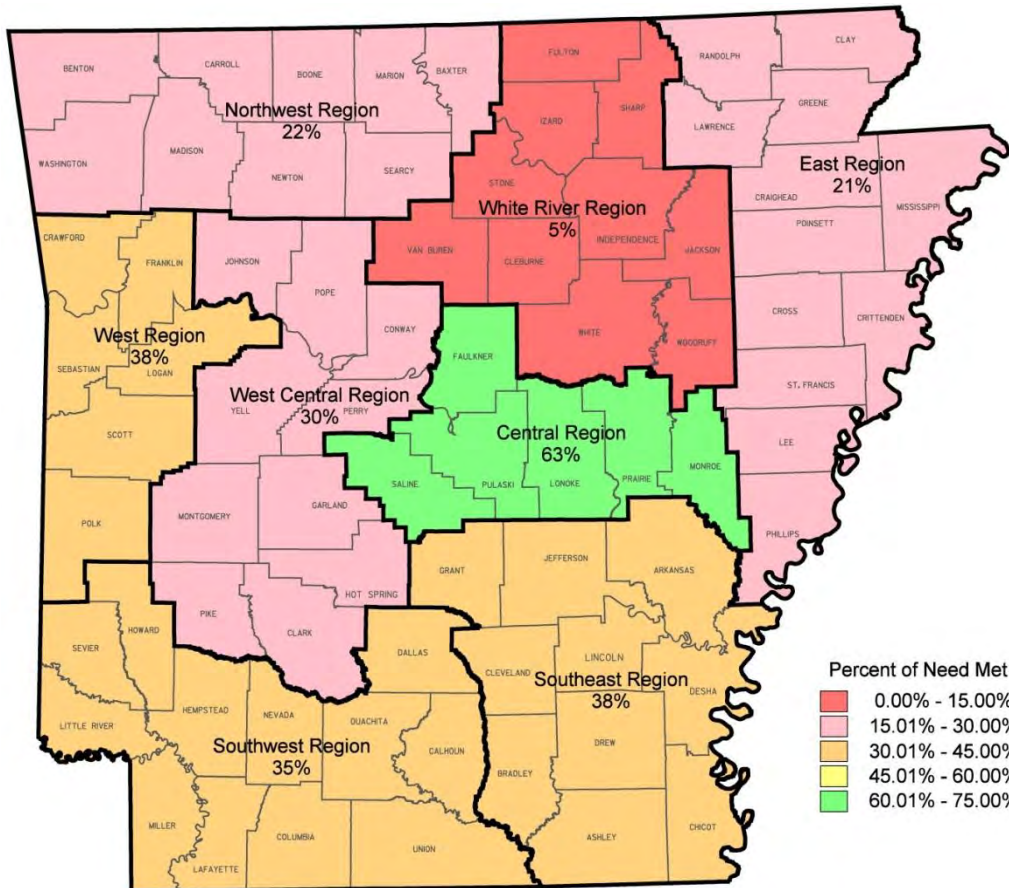 BENTON
CARROLL
BOONE
MARION
BAXTER
Northwest Region
22%
WASHINGTON
MADISON
NEWTON
SEARCY
FULTON
SHARP
IZARD
STONE
White River Region
5%
INDEPENDENCE
VAN BUREN
CLEBURNE
JACKSON
WHITE
WOODRUFF
RANDOLPH
CLAY
GREENE
LAWRENCE
East Region
21%
CRAIGHEAD
MISSISSIPPI
POINSETT
CROSS
CRITTENDEN
ST. FRANCIS
LEE
PHILLIPS
CRAWFORD
FRANKLIN
West Region
38%
SEBASTIAN
LOGAN
SCOTT
POLK
JOHNSON
POPE
CONWAY
West Central Region
30%
YELL
PERRY
MONTGOMERY
GARLAND
HOT SPRING
PIKE
CLARK
FAULKNER
Central Region
63%
SALINE
PULASKI
LONOKE
PRAIRIE
MONROE
SEVIER
HOWARD
LITTLE RIVER
HEMPSTEAD
NEVADA
DALLAS
OUACHITA
Southwest Region
35%
CALHOUN
MILLER
LAFAYETTE
COLUMBIA
UNION
GRANT
JEFFERSON
ARKANSAS
CLEVELAND
LINCOLN
Southeast Region
38%
DESHA
DREW
BRADLEY
ASHLEY
CHICOT
Percent of Need Met
0.00% - 15.00%
15.01% - 30.00%
30.01% - 45.00%
45.01% - 60.00%
60.01% - 75.00%